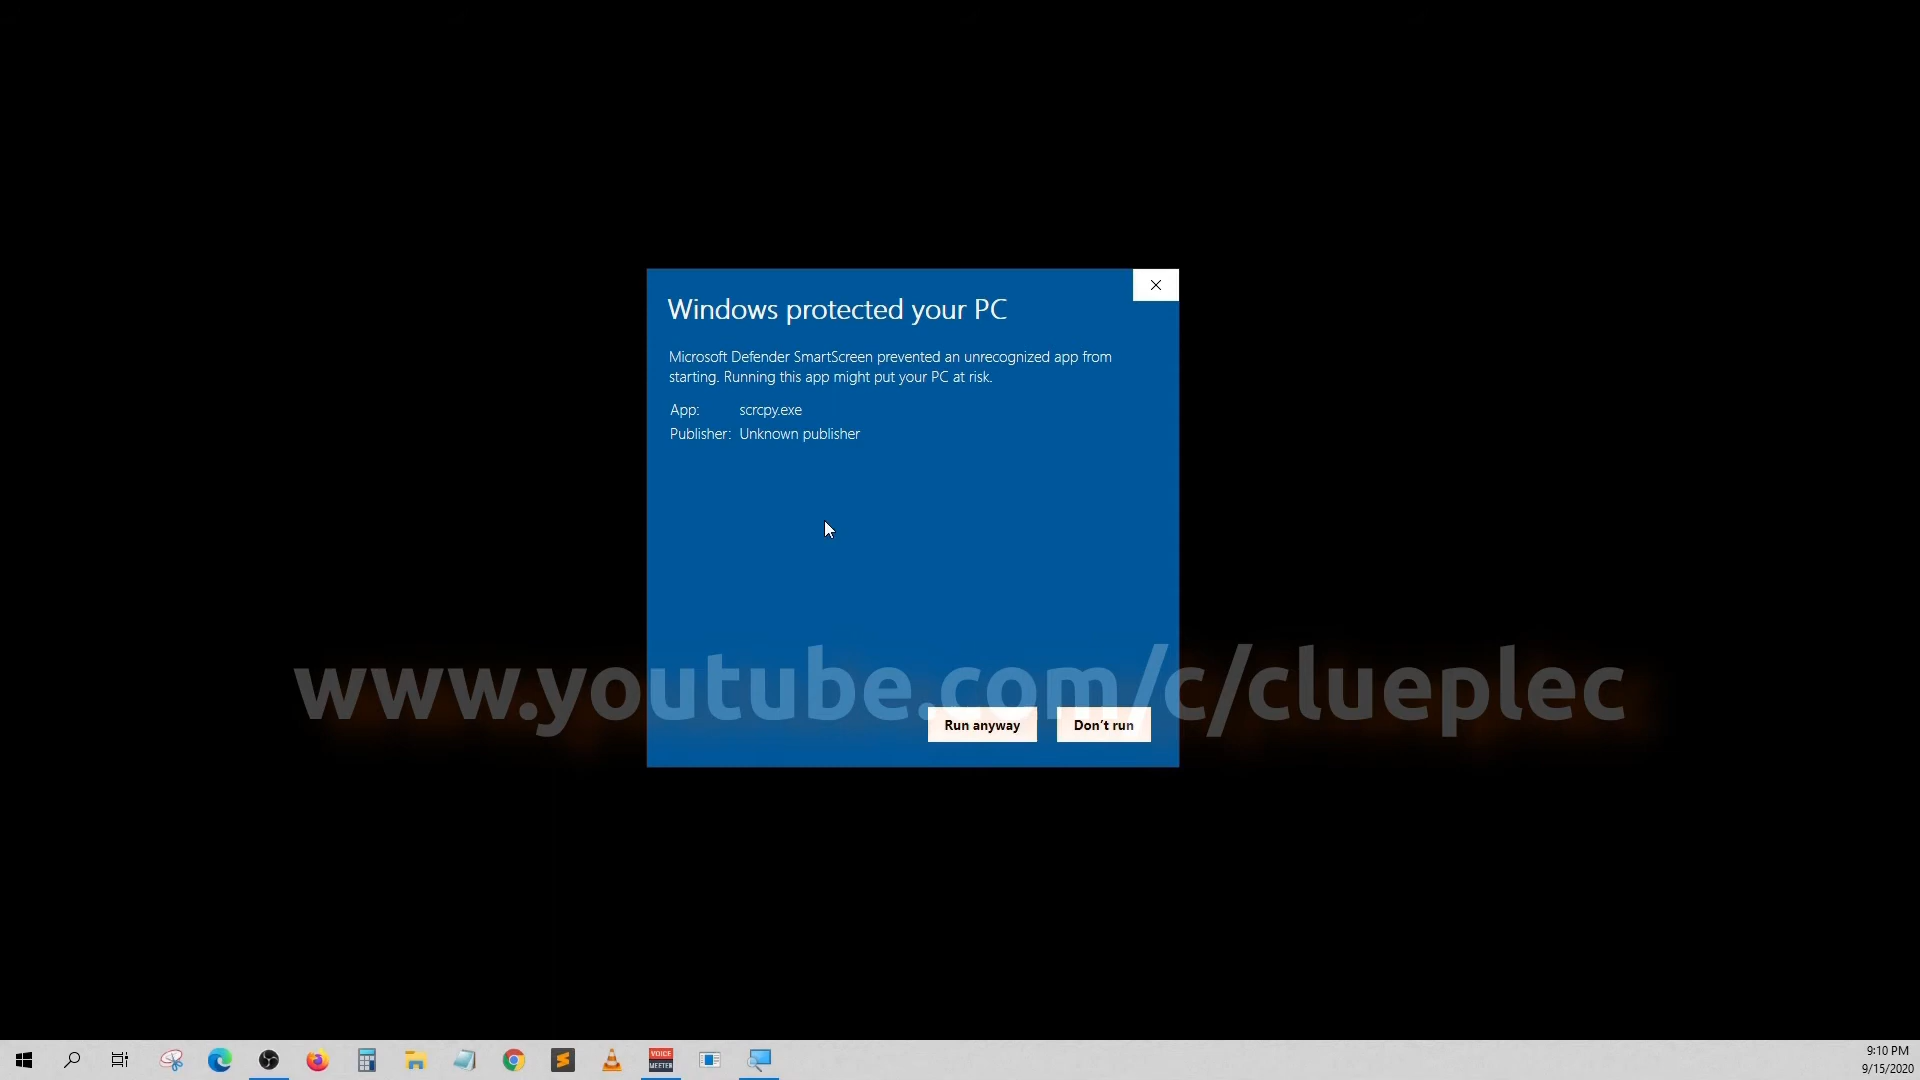 Windows protected your PC
Microsoft Defender SmartScreen prevented an unrecognized app from
starting. Running this app might put your PC at risk.
App: scrcpy.exe
Publisher: Unknown publisher
www.youtube.com/c/clueplec
Run anyway Don't run
VOICE
MEETER
9:10 PM
9/15/2020